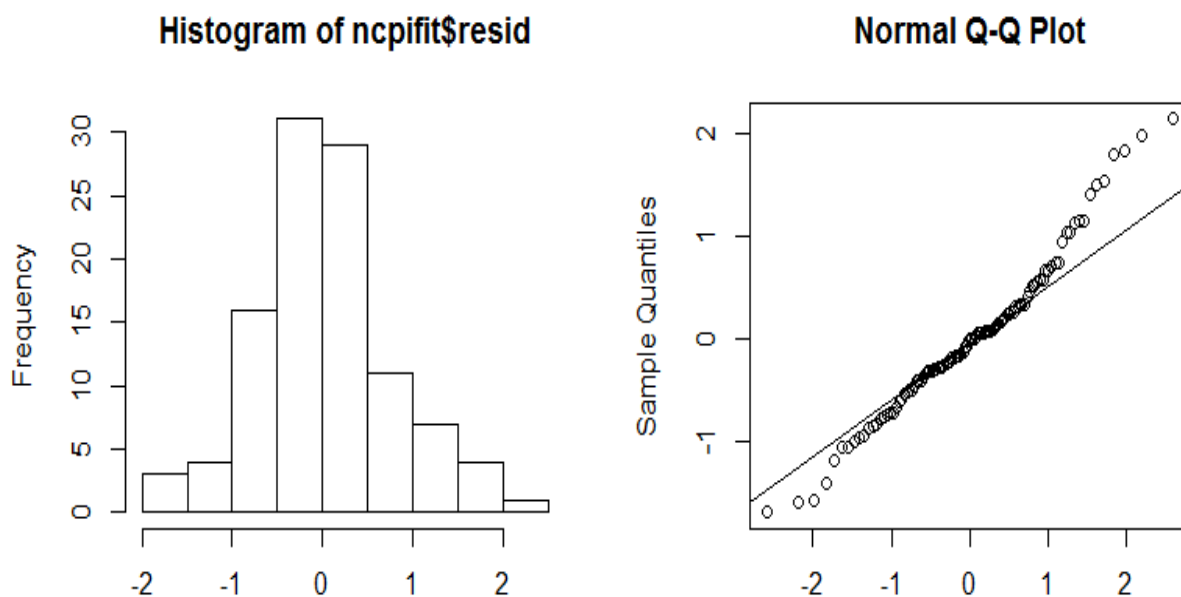 Histogram of ncpifit$resid
Frequency
30
25
20
15
10
5
0
-2 -1 0 1 2
Normal Q-Q Plot
Sample Quantiles
2
1
0
-1
-2 -1 0 1 2